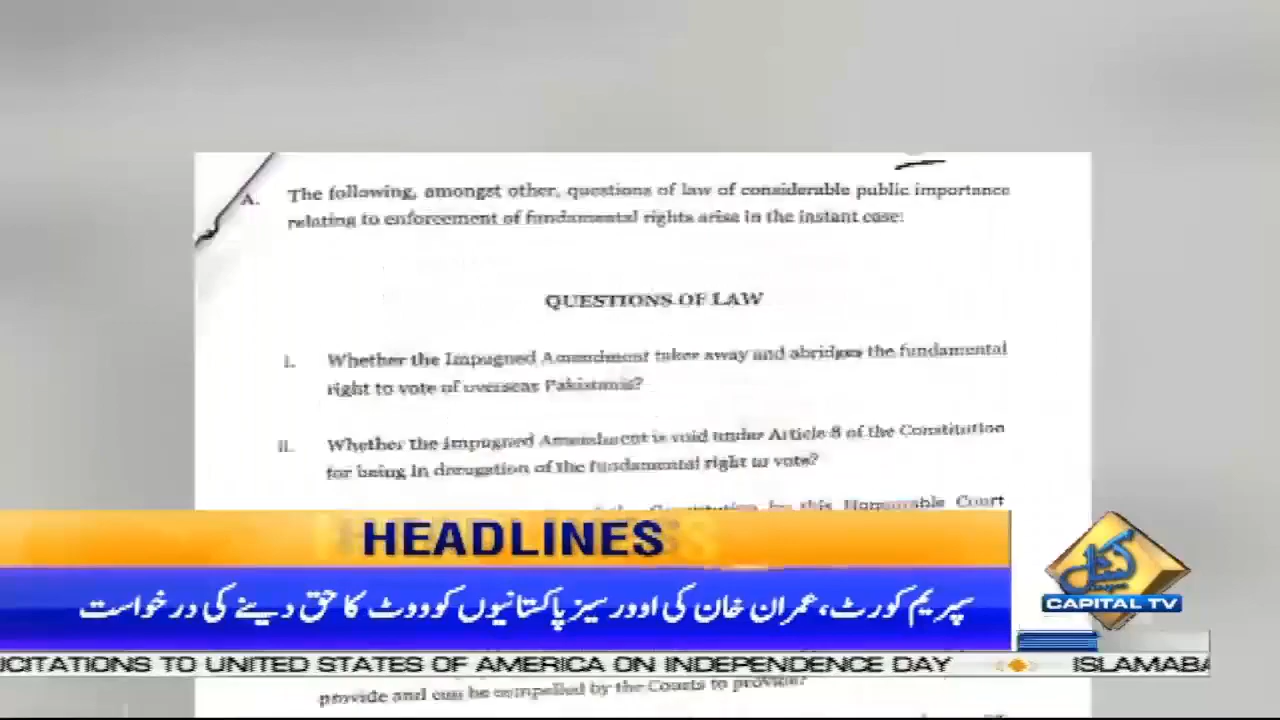 A. The following, amongst other, questions of law of considerable public importance
relating to enforcement of fundamental rights arise in the instant case:
QUESTIONS OF LAW
I. Whether the Impugned Amendment takes away and abridges the fundamental
right to vote of overseas Pakistanis?
II. Whether the Impugned Amendment is void under Article 8 of the Constitution
for being in derogation of the fundamental right to vote?
Constitution by this Honourable Court
HEADLINES
سپریم کورٹ، عمران خان کی اوورسیز پاکستانیوں کو ووٹ کا حق دینے کی درخواست
کیپیٹل
CAPITAL TV
UCITATIONS TO UNITED STATES OF AMERICA ON INDEPENDENCE DAY ISLAMABA
provide and can be compelled by the Courts to provide?